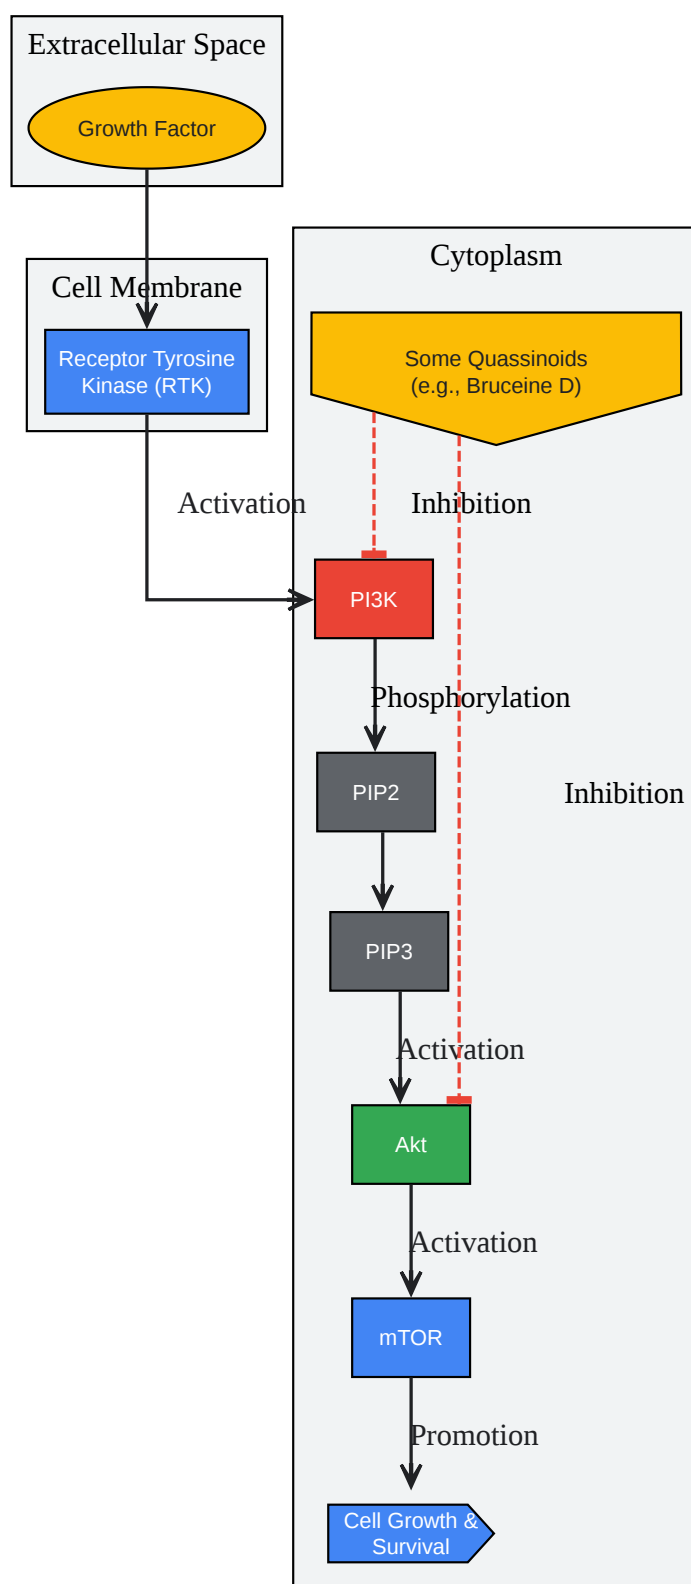 Extracellular Space
Growth Factor
Cytoplasm
Cell Membrane
Receptor Tyrosine
Kinase (RTK)
Some Quassinoids
(e.g., Bruceine D)
Activation
Inhibition
PI3K
Phosphorylation
PIP2
Inhibition
PIP3
Activation
Akt
Activation
mTOR
Promotion
Cell Growth &
Survival